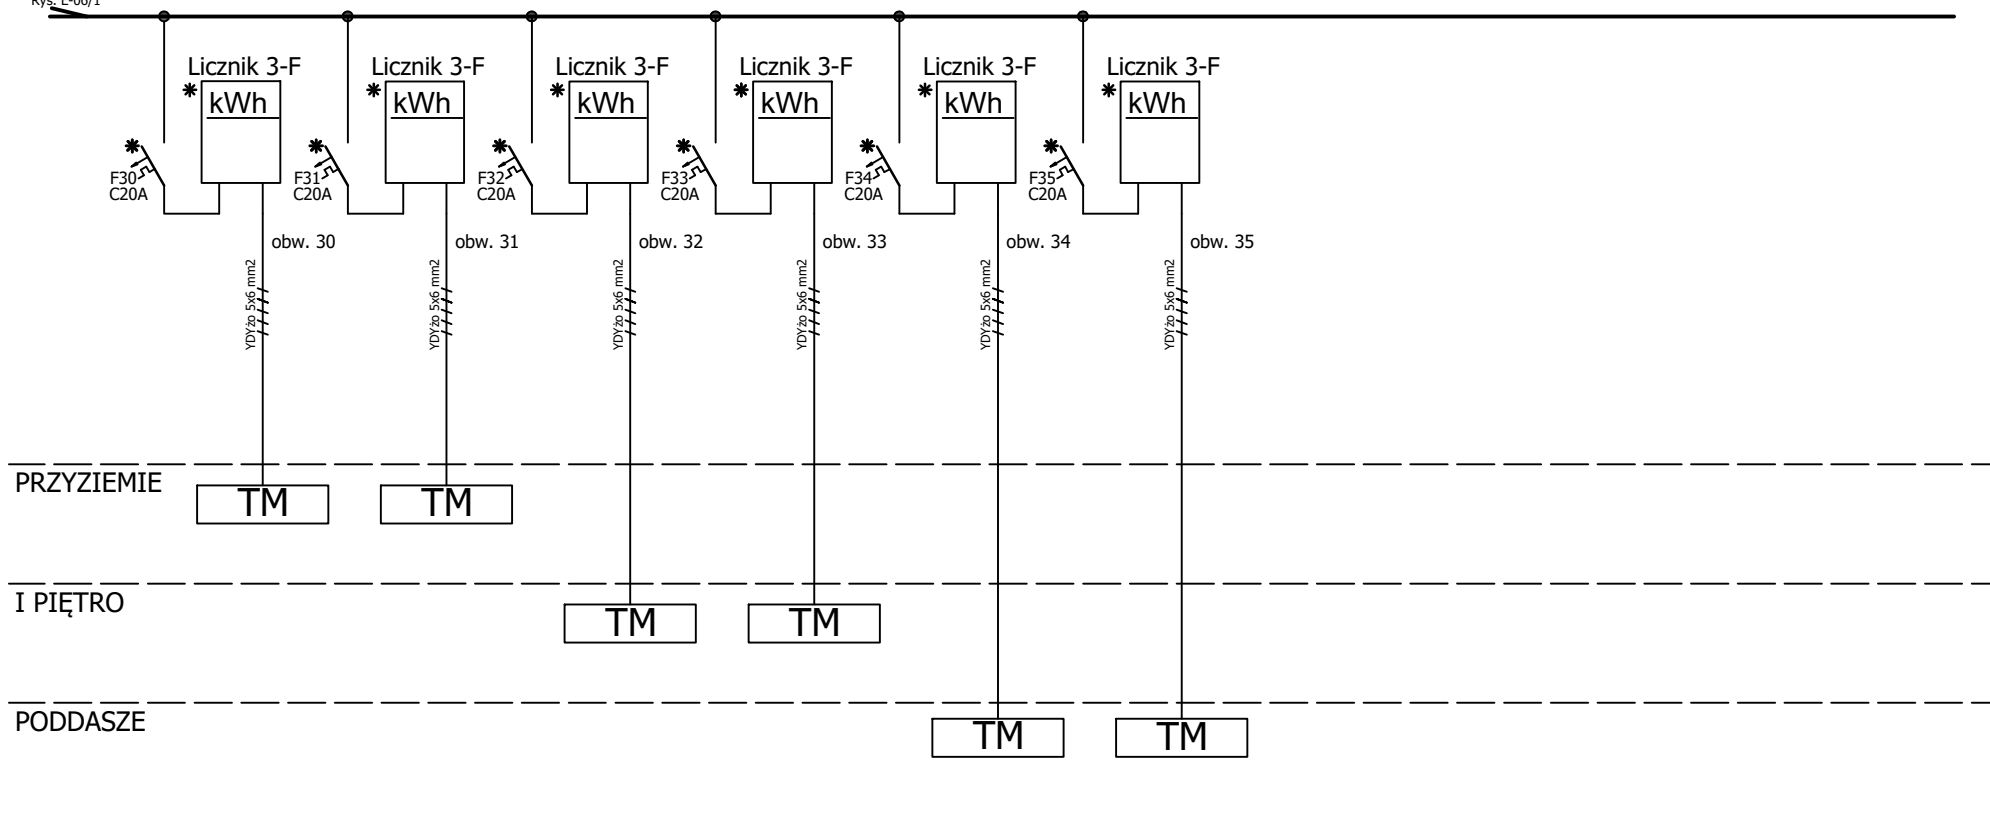 Rys. E-06/1
Licznik 3-F Licznik 3-F Licznik 3-F Licznik 3-F Licznik 3-F Licznik 3-F
kWh kWh kWh kWh kWh kWh
F30 F31 F32 F33 F34 F35
C20A C20A C20A C20A C20A C20A
obw. 30 obw. 31 obw. 32 obw. 33 obw. 34 obw. 35
YDYżo 5x6 mm2 YDYżo 5x6 mm2 YDYżo 5x6 mm2 YDYżo 5x6 mm2 YDYżo 5x6 mm2 YDYżo 5x6 mm2
PRZYZIEMIE
TM TM
I PIĘTRO
TM TM
PODDASZE
TM TM